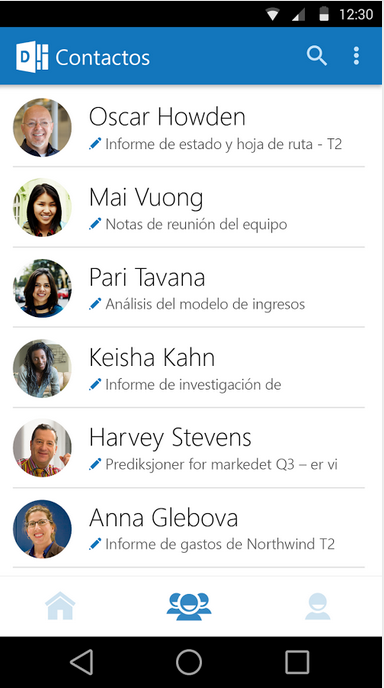 12:30
D Contactos
Oscar Howden
Informe de estado y hoja de ruta - T2
Mai Vuong
Notas de reunión del equipo
Pari Tavana
Análisis del modelo de ingresos
Keisha Kahn
Informe de investigación de
Harvey Stevens
Prediksjoner for markedet Q3 – er vi
Anna Glebova
Informe de gastos de Northwind T2